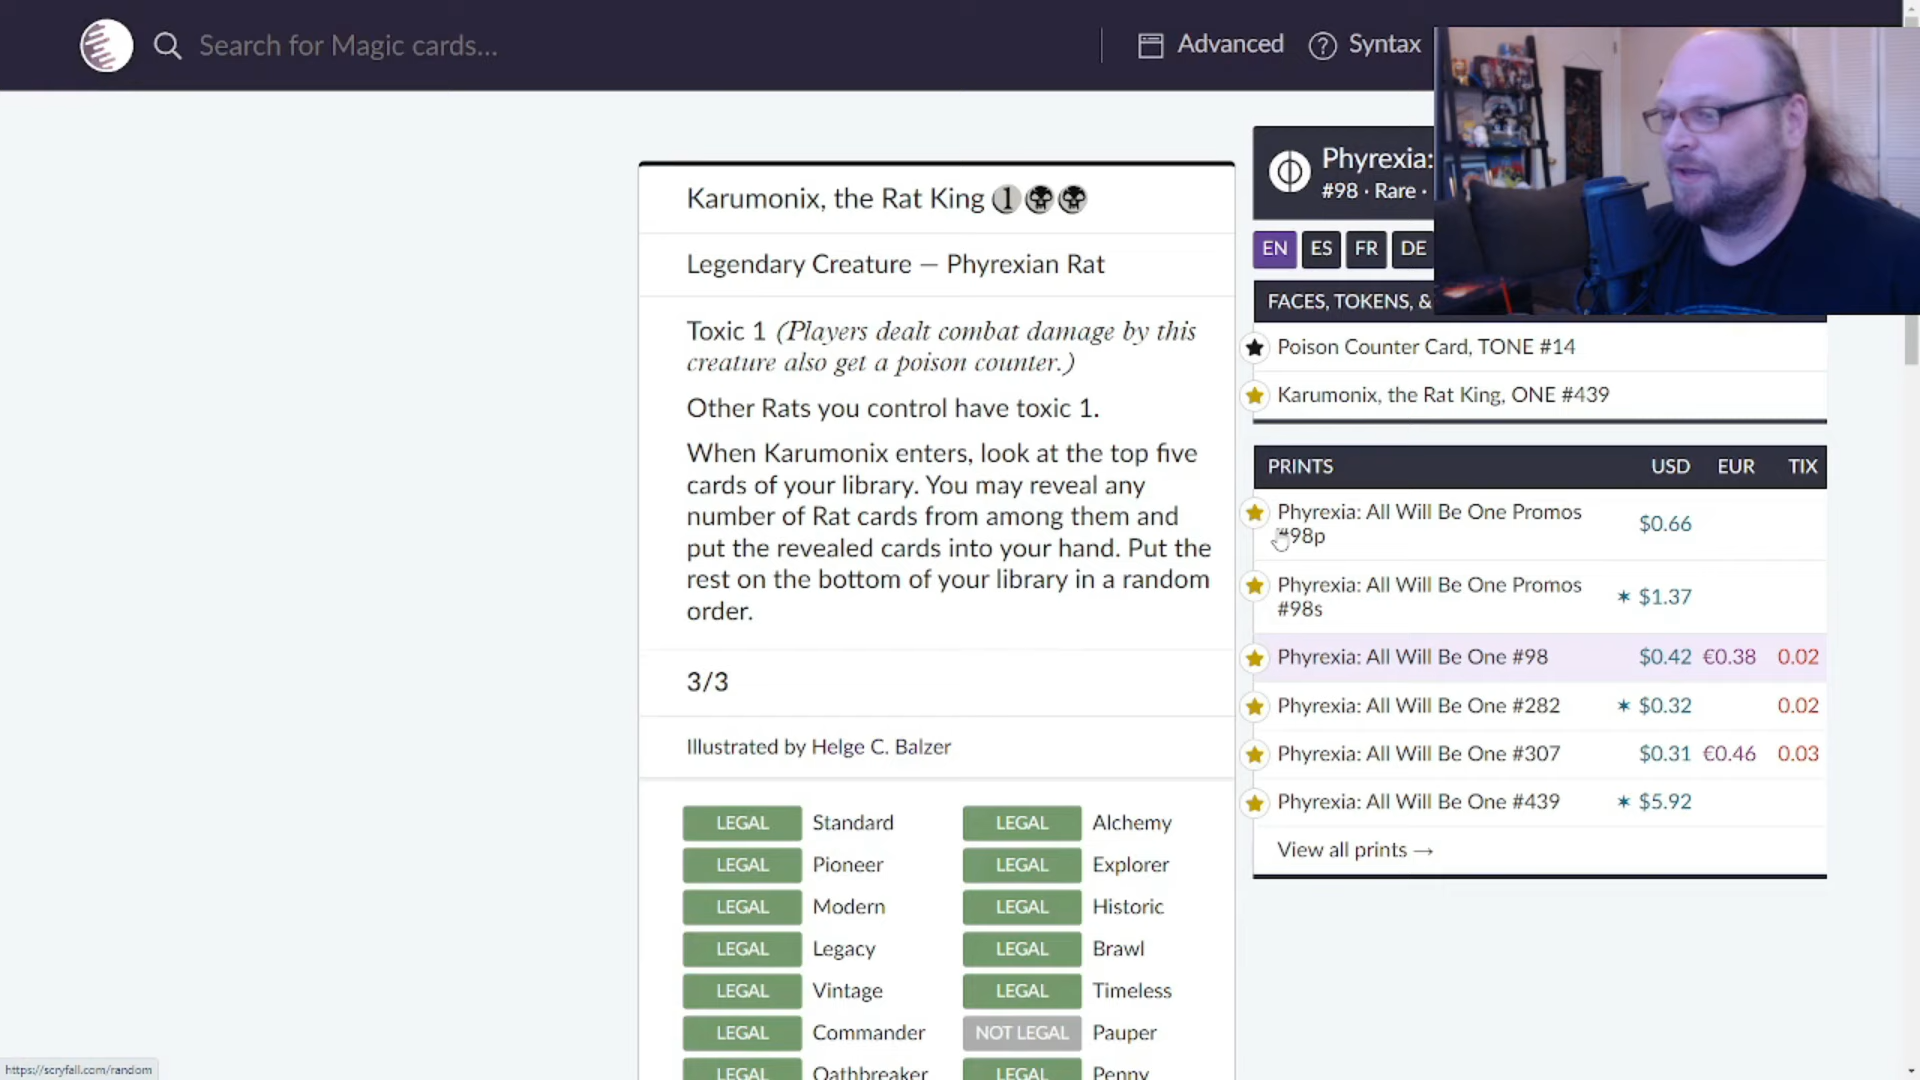 Search for Magic cards...
Advanced
Syntax
Karumonix, the Rat King 1
Legendary Creature — Phyrexian Rat
Toxic 1 (Players dealt combat damage by this
creature also get a poison counter.)
Other Rats you control have toxic 1.
When Karumonix enters, look at the top five
cards of your library. You may reveal any
number of Rat cards from among them and
put the revealed cards into your hand. Put the
rest on the bottom of your library in a random
order.
3/3
Illustrated by Helge C. Balzer
LEGAL Standard LEGAL Alchemy
LEGAL Pioneer LEGAL Explorer
LEGAL Modern LEGAL Historic
LEGAL Legacy LEGAL Brawl
LEGAL Vintage LEGAL Timeless
LEGAL Commander NOT LEGAL Pauper
LEGAL Oathbreaker LEGAL Penny
Phyrexia:
#98 · Rare ·
EN ES FR DE
FACES, TOKENS, &
Poison Counter Card, TONE #14
Karumonix, the Rat King, ONE #439
PRINTS USD EUR TIX
Phyrexia: All Will Be One Promos
#98p $0.66
Phyrexia: All Will Be One Promos
#98s ✶ $1.37
Phyrexia: All Will Be One #98 $0.42 €0.38 0.02
Phyrexia: All Will Be One #282 ✶ $0.32 0.02
Phyrexia: All Will Be One #307 $0.31 €0.46 0.03
Phyrexia: All Will Be One #439 ✶ $5.92
View all prints →
https://scryfall.com/random